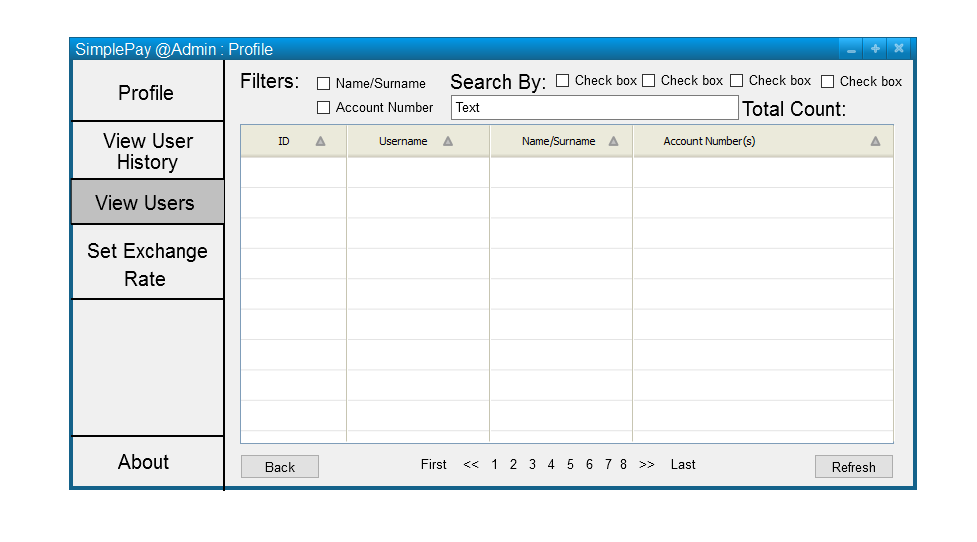 SimplePay @Admin : Profile
Profile
View User
History
View Users
Set Exchange
Rate
About
Filters:
Name/Surname
Account Number
Search By:
Check box
Check box
Check box
Check box
Text
Total Count:
ID
Username
Name/Surname
Account Number(s)
Back
First << 1 2 3 4 5 6 7 8 >> Last
Refresh